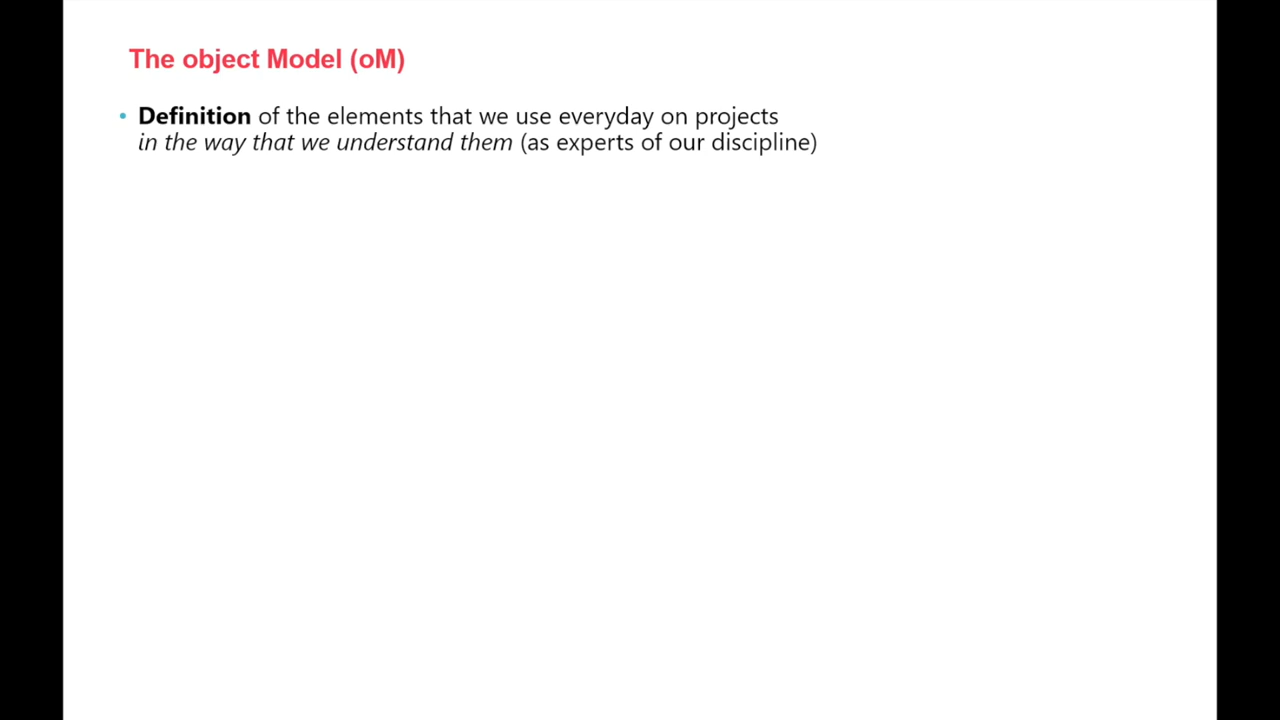 The object Model (oM)
• Definition of the elements that we use everyday on projects
in the way that we understand them (as experts of our discipline)